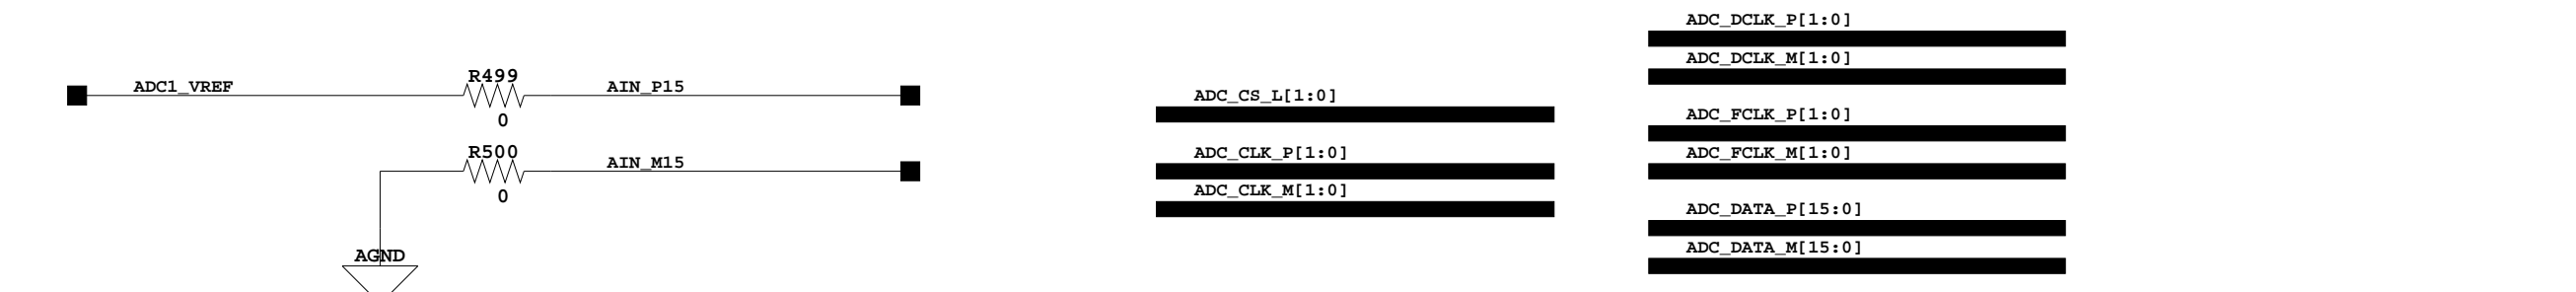 ADC1_VREF
R499
0
AIN_P15
R500
0
AIN_M15
AGND
ADC_CS_L[1:0]
ADC_CLK_P[1:0]
ADC_CLK_M[1:0]
ADC_DCLK_P[1:0]
ADC_DCLK_M[1:0]
ADC_FCLK_P[1:0]
ADC_FCLK_M[1:0]
ADC_DATA_P[15:0]
ADC_DATA_M[15:0]